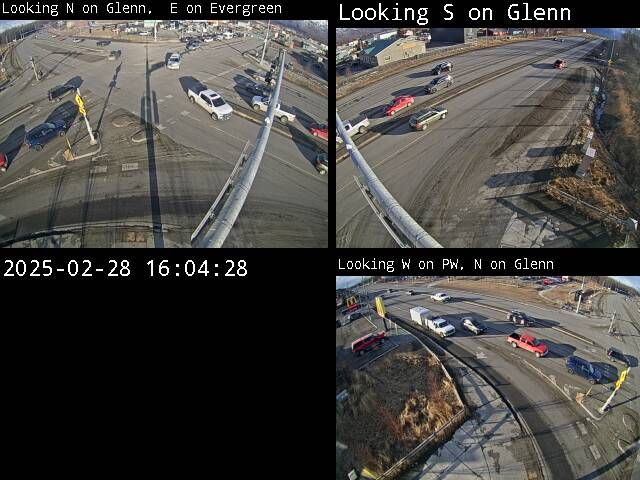 Looking N on Glenn,  E on Evergreen
Looking S on Glenn
2025-02-28 16:04:28
Looking W on PW, N on Glenn